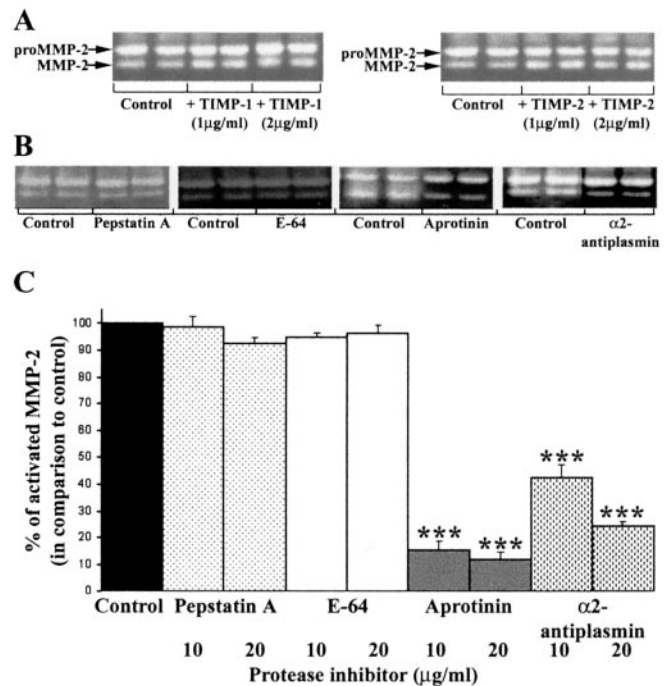 A
proMMP-2
MMP-2
Control + TIMP-1 + TIMP-1
(1µg/ml) (2µg/ml)
proMMP-2
MMP-2
Control + TIMP-2 + TIMP-2
(1µg/ml) (2µg/ml)
B
Control Pepstatin A Control E-64 Control Aprotinin Control α2-
antiplasmin
C
% of activated MMP-2
(in comparison to control)
100
90
80
70
60
50
40
30
20
10
0
*** *** *** ***
Control Pepstatin A E-64 Aprotinin α2-
antiplasmin
10 20 10 20 10 20 10 20
Protease inhibitor (µg/ml)